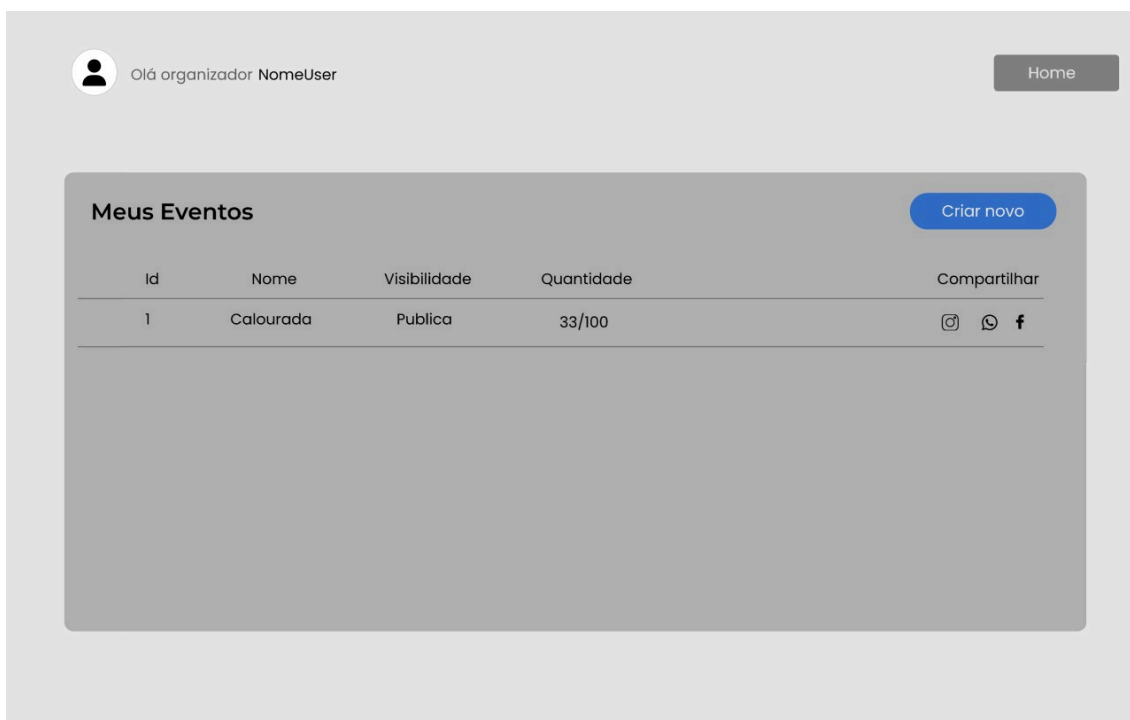 Olá organizador NomeUser
Home
Meus Eventos
Criar novo
Id Nome Visibilidade Quantidade Compartilhar
1 Calourada Publica 33/100